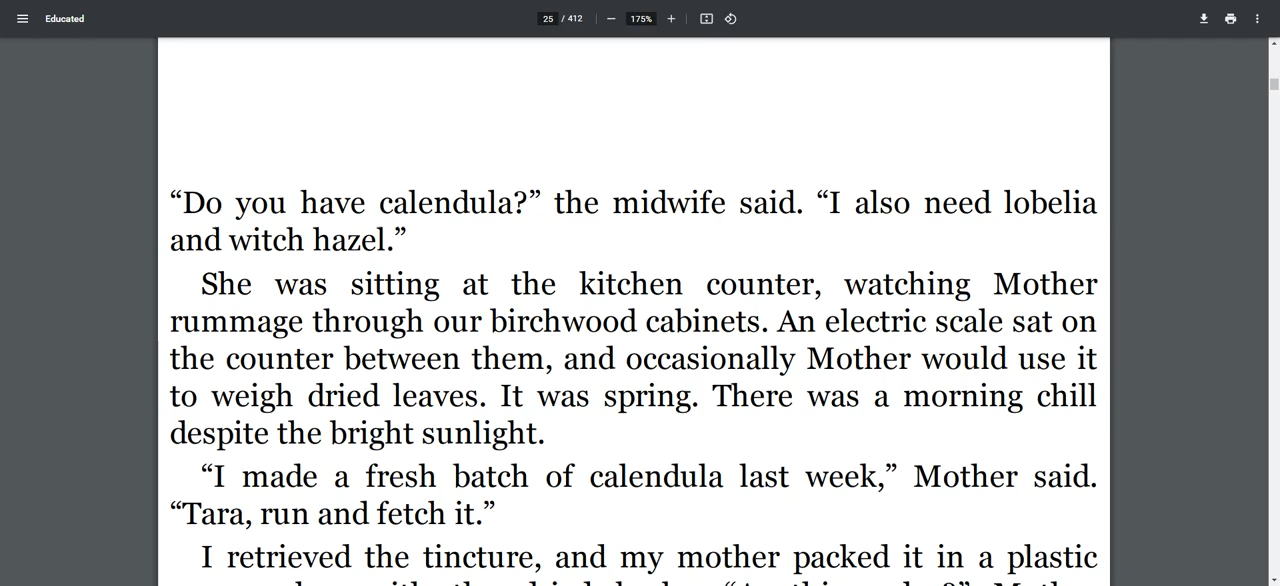 Educated
25 / 412
175%
“Do you have calendula?” the midwife said. “I also need lobelia
and witch hazel.”
She was sitting at the kitchen counter, watching Mother
rummage through our birchwood cabinets. An electric scale sat on
the counter between them, and occasionally Mother would use it
to weigh dried leaves. It was spring. There was a morning chill
despite the bright sunlight.
“I made a fresh batch of calendula last week,” Mother said.
“Tara, run and fetch it.”
I retrieved the tincture, and my mother packed it in a plastic